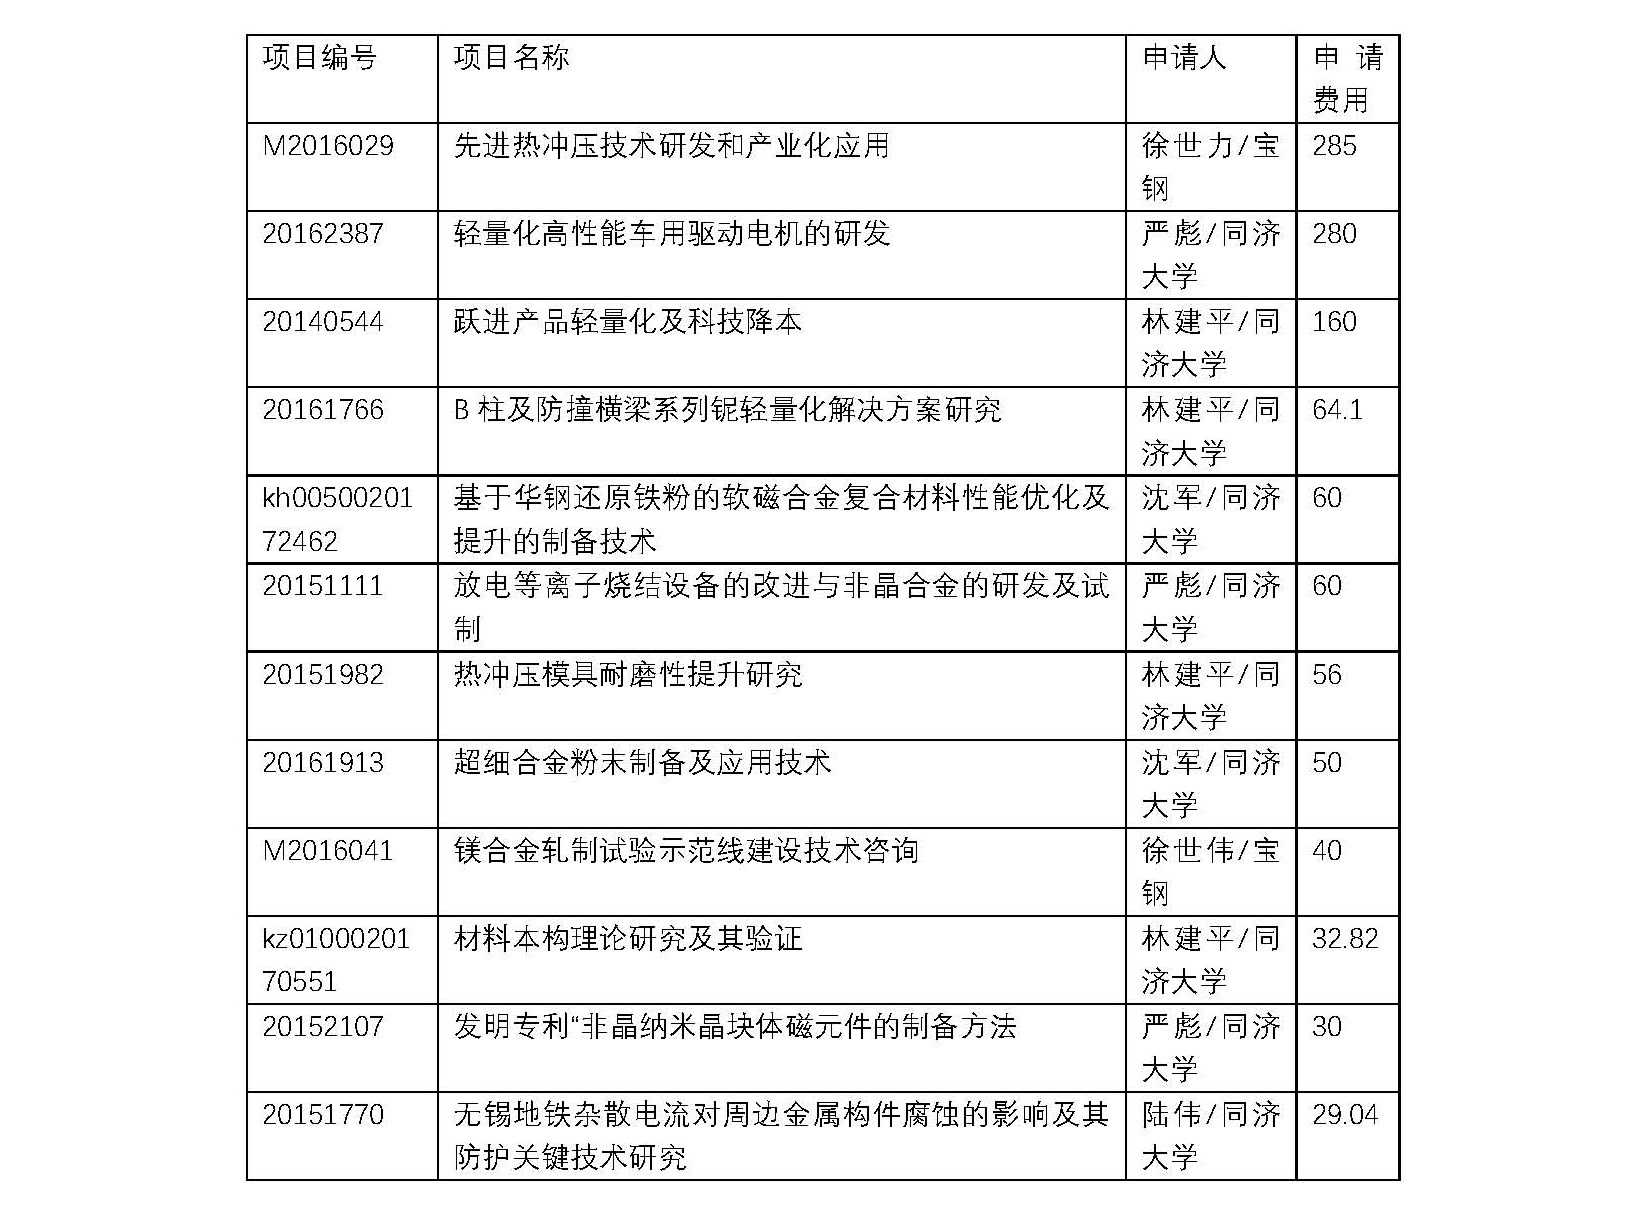 项目编号 项目名称 申请人 申请
费用
M2016029 先进热冲压技术研发和产业化应用 徐世力/宝 285
钢
20162387 轻量化高性能车用驱动电机的研发 严彪/同济 280
大学
20140544 跃进产品轻量化及科技降本 林建平/同 160
济大学
20161766 B 柱及防撞横梁系列铌轻量化解决方案研究 林建平/同 64.1
济大学
kh00500201 基于华钢还原铁粉的软磁合金复合材料性能优化及 沈军/同济 60
72462 提升的制备技术 大学
20151111 放电等离子烧结设备的改进与非晶合金的研发及试 严彪/同济 60
制 大学
20151982 热冲压模具耐磨性提升研究 林建平/同 56
济大学
20161913 超细合金粉末制备及应用技术 沈军/同济 50
大学
M2016041 镁合金轧制试验示范线建设技术咨询 徐世伟/宝 40
钢
kz01000201 材料本构理论研究及其验证 林建平/同 32.82
70551 济大学
20152107 发明专利“非晶纳米晶块体磁元件的制备方法 严彪/同济 30
大学
20151770 无锡地铁杂散电流对周边金属构件腐蚀的影响及其 陆伟/同济 29.04
防护关键技术研究 大学